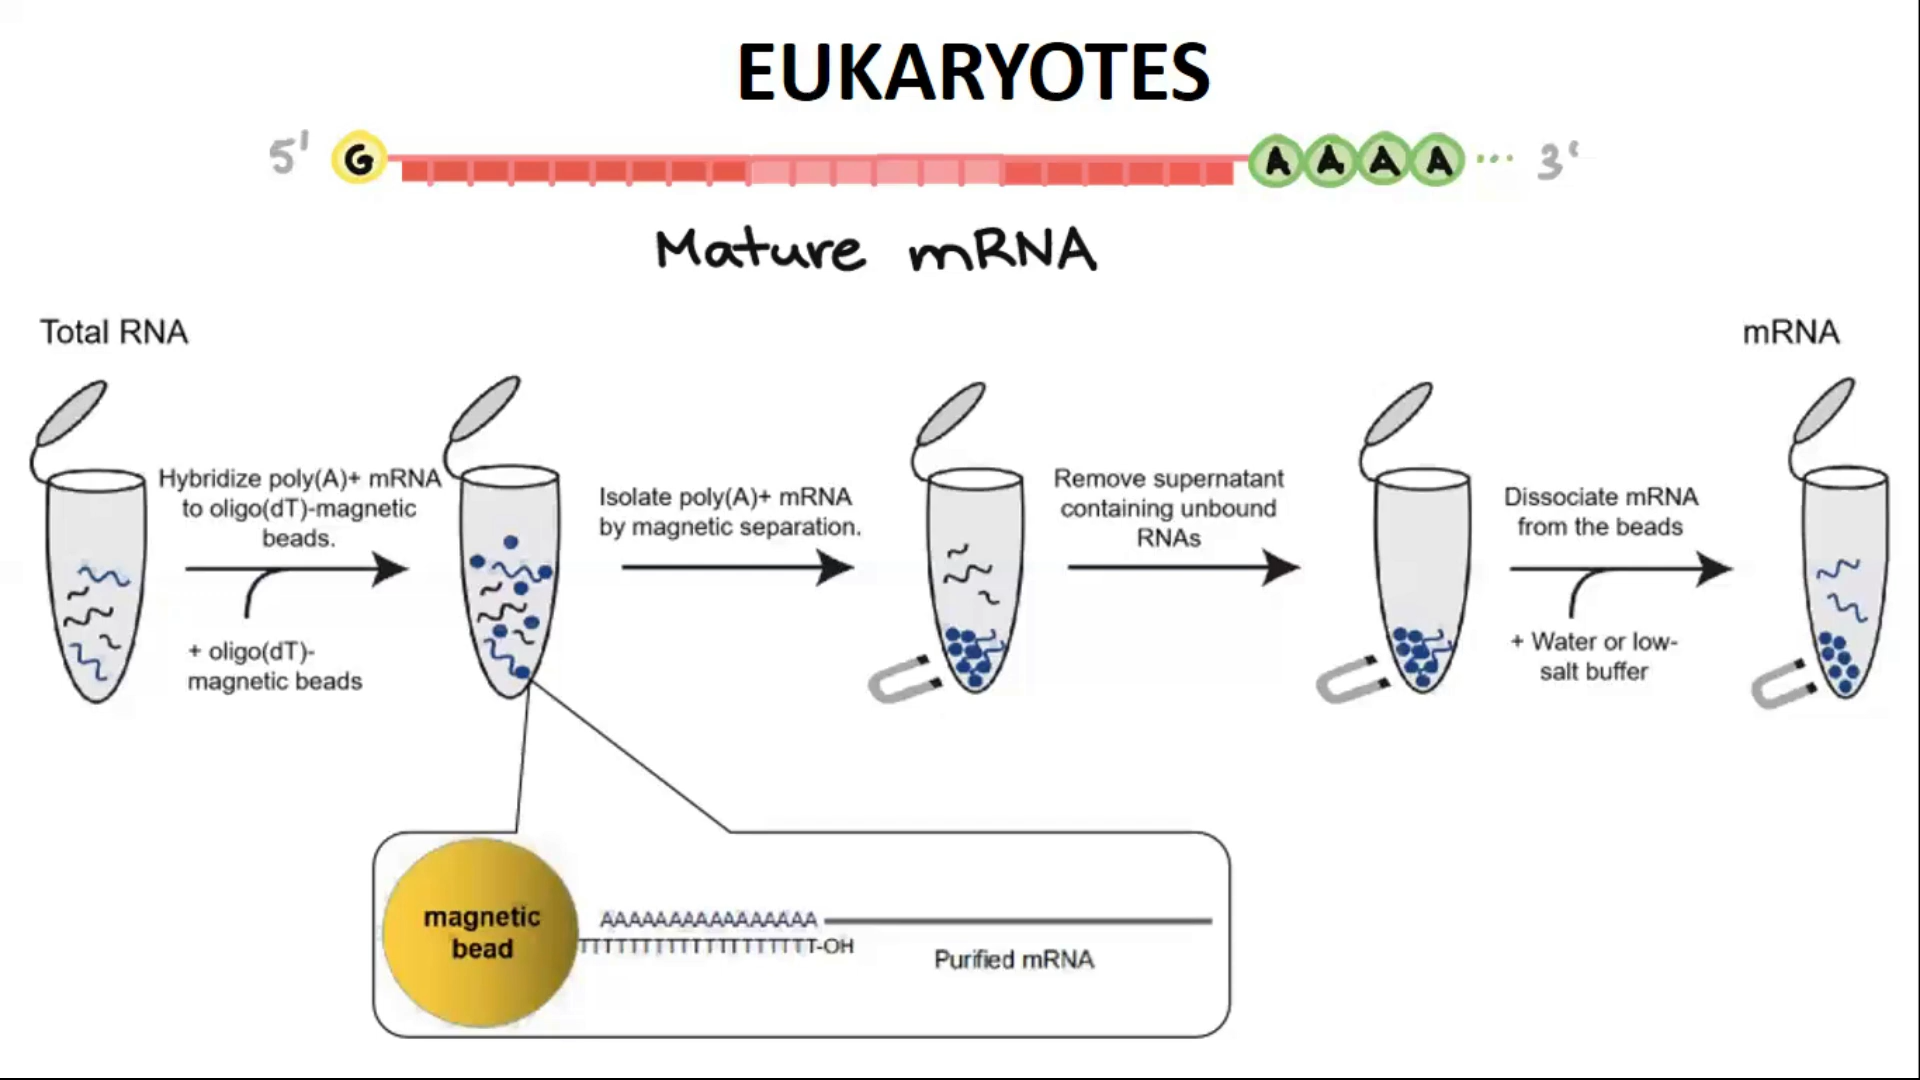 EUKARYOTES
5' G A A A A ... 3'
Mature mRNA
Total RNA
mRNA
Hybridize poly(A)+ mRNA
to oligo(dT)-magnetic
beads.
+ oligo(dT)-
magnetic beads
Isolate poly(A)+ mRNA
by magnetic separation.
Remove supernatant
containing unbound
RNAs
Dissociate mRNA
from the beads
+ Water or low-
salt buffer
magnetic
bead
AAAAAAAAAAAAAAAA
TTTTTTTTTTTTTTTTTT-OH
Purified mRNA